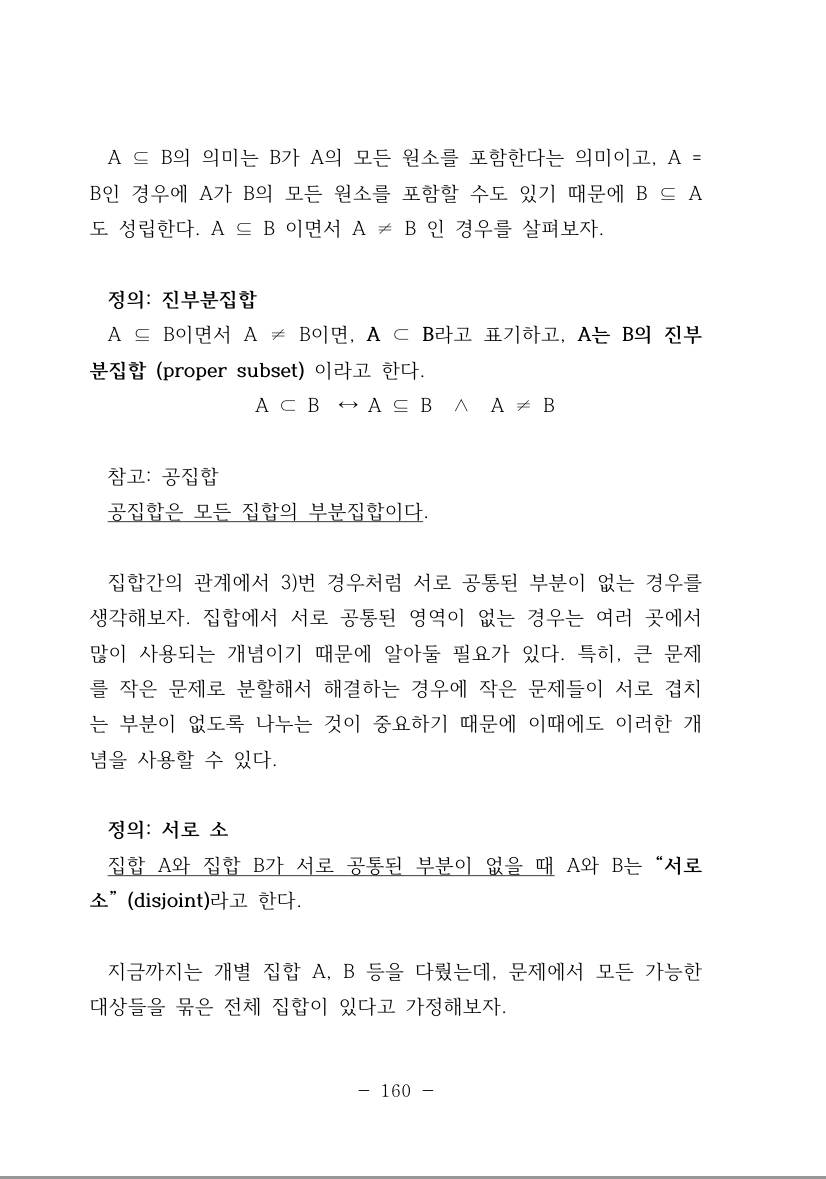 A ⊆ B의 의미는 B가 A의 모든 원소를 포함한다는 의미이고, A =
B인 경우에 A가 B의 모든 원소를 포함할 수도 있기 때문에 B ⊆ A
도 성립한다. A ⊆ B 이면서 A ≠ B 인 경우를 살펴보자.
정의: 진부분집합
A ⊆ B이면서 A ≠ B이면, A ⊂ B라고 표기하고, A는 B의 진부
분집합 (proper subset) 이라고 한다.
A ⊂ B ↔ A ⊆ B ∧ A ≠ B
참고: 공집합
공집합은 모든 집합의 부분집합이다.
집합간의 관계에서 3)번 경우처럼 서로 공통된 부분이 없는 경우를
생각해보자. 집합에서 서로 공통된 영역이 없는 경우는 여러 곳에서
많이 사용되는 개념이기 때문에 알아둘 필요가 있다. 특히, 큰 문제
를 작은 문제로 분할해서 해결하는 경우에 작은 문제들이 서로 겹치
는 부분이 없도록 나누는 것이 중요하기 때문에 이때에도 이러한 개
념을 사용할 수 있다.
정의: 서로 소
집합 A와 집합 B가 서로 공통된 부분이 없을 때 A와 B는 “서로
소” (disjoint)라고 한다.
지금까지는 개별 집합 A, B 등을 다뤘는데, 문제에서 모든 가능한
대상들을 묶은 전체 집합이 있다고 가정해보자.
- 160 -